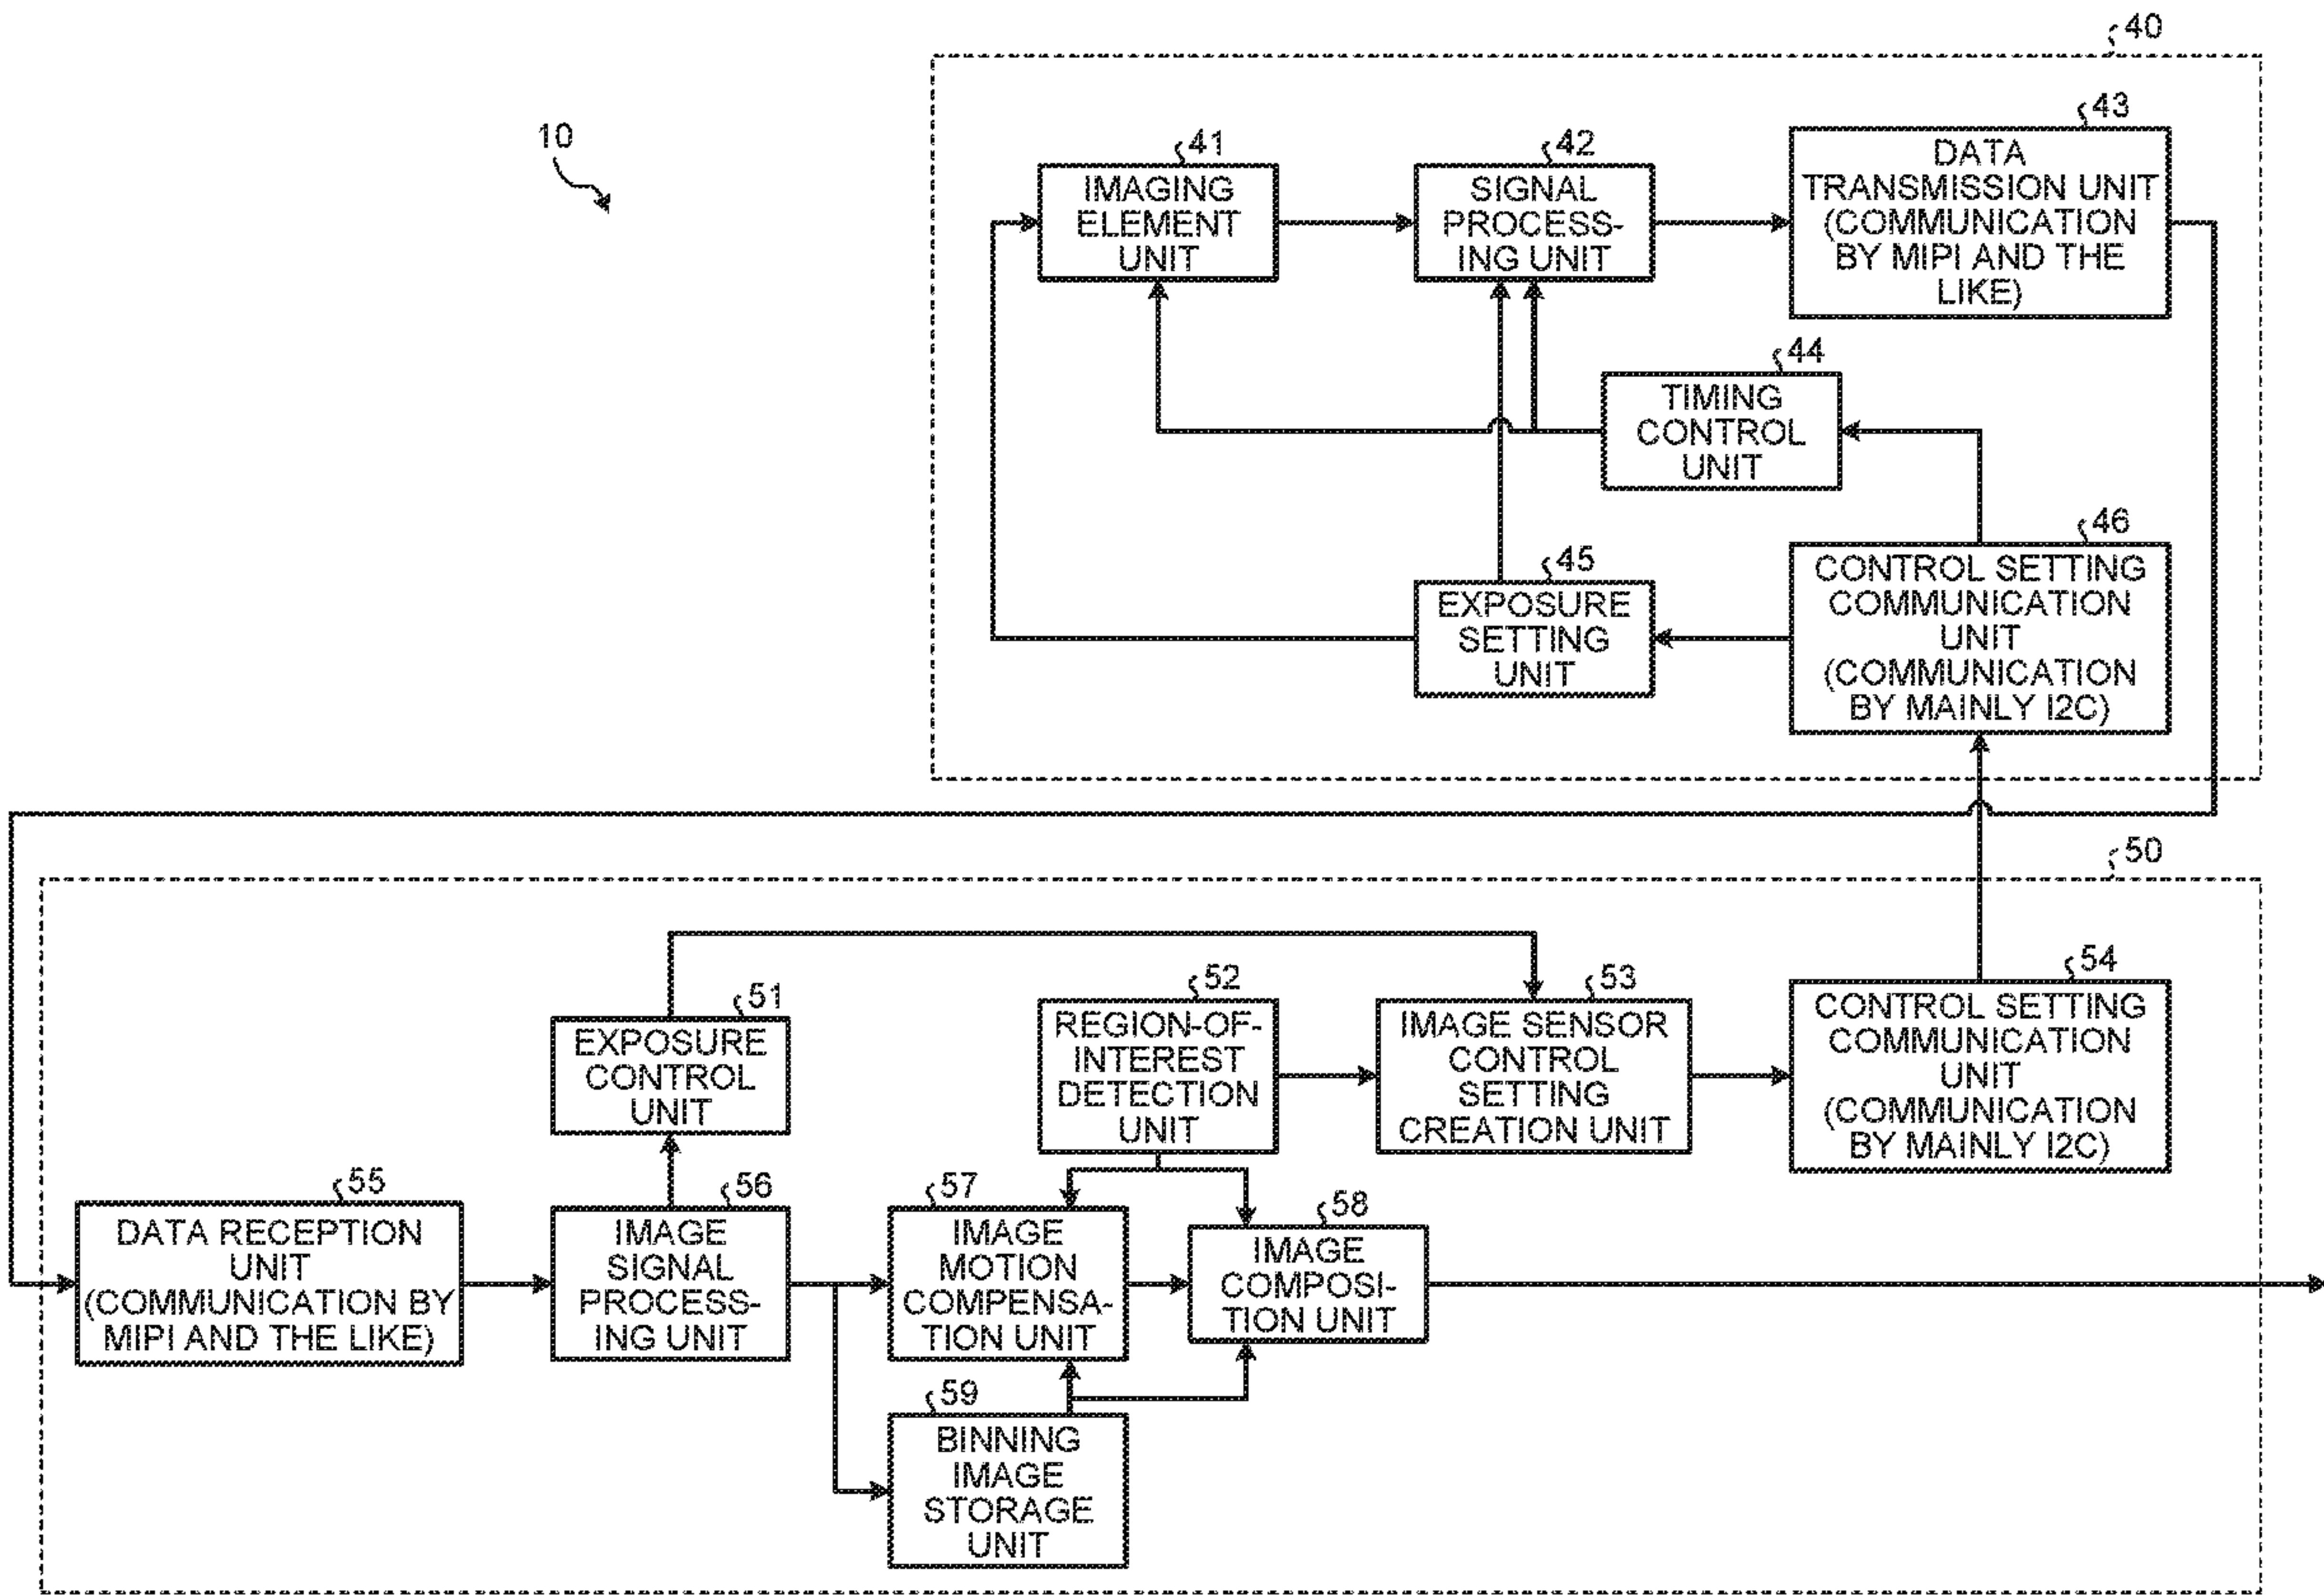 40
10
41
IMAGING
ELEMENT
UNIT
42
SIGNAL
PROCESS-
ING UNIT
43
DATA
TRANSMISSION UNIT
(COMMUNICATION
BY MIPI AND THE
LIKE)
44
TIMING
CONTROL
UNIT
45
EXPOSURE
SETTING
UNIT
46
CONTROL SETTING
COMMUNICATION
UNIT
(COMMUNICATION
BY MAINLY I2C)
50
51
EXPOSURE
CONTROL
UNIT
52
REGION-OF-
INTEREST
DETECTION
UNIT
53
IMAGE SENSOR
CONTROL
SETTING
CREATION UNIT
54
CONTROL SETTING
COMMUNICATION
UNIT
(COMMUNICATION
BY MAINLY I2C)
55
DATA RECEPTION
UNIT
(COMMUNICATION BY
MIPI AND THE LIKE)
56
IMAGE
SIGNAL
PROCESS-
ING UNIT
57
IMAGE
MOTION
COMPENSA-
TION UNIT
58
IMAGE
COMPOSI-
TION UNIT
59
BINNING
IMAGE
STORAGE
UNIT